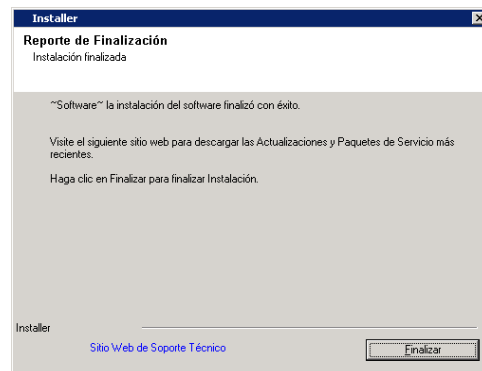 Installer
Reporte de Finalización
Instalación finalizada
~Software~ la instalación del software finalizó con éxito.
Visite el siguiente sitio web para descargar las Actualizaciones y Paquetes de Servicio más
recientes.
Haga clic en Finalizar para finalizar Instalación.
Installer
Sitio Web de Soporte Técnico
Finalizar